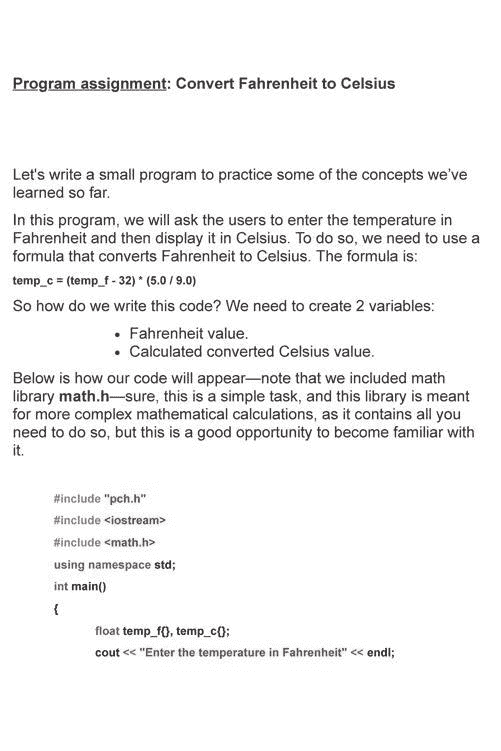 Program assignment: Convert Fahrenheit to Celsius
Let's write a small program to practice some of the concepts we've
learned so far.
In this program, we will ask the users to enter the temperature in
Fahrenheit and then display it in Celsius. To do so, we need to use a
formula that converts Fahrenheit to Celsius. The formula is:
temp_c = (temp_f - 32) * (5.0 / 9.0)
So how do we write this code? We need to create 2 variables:
• Fahrenheit value.
• Calculated converted Celsius value.
Below is how our code will appear—note that we included math
library math.h—sure, this is a simple task, and this library is meant
for more complex mathematical calculations, as it contains all you
need to do so, but this is a good opportunity to become familiar with
it.
#include "pch.h"
#include <iostream>
#include <math.h>
using namespace std;
int main()
{
float temp_f{}, temp_c{};
cout << "Enter the temperature in Fahrenheit" << endl;